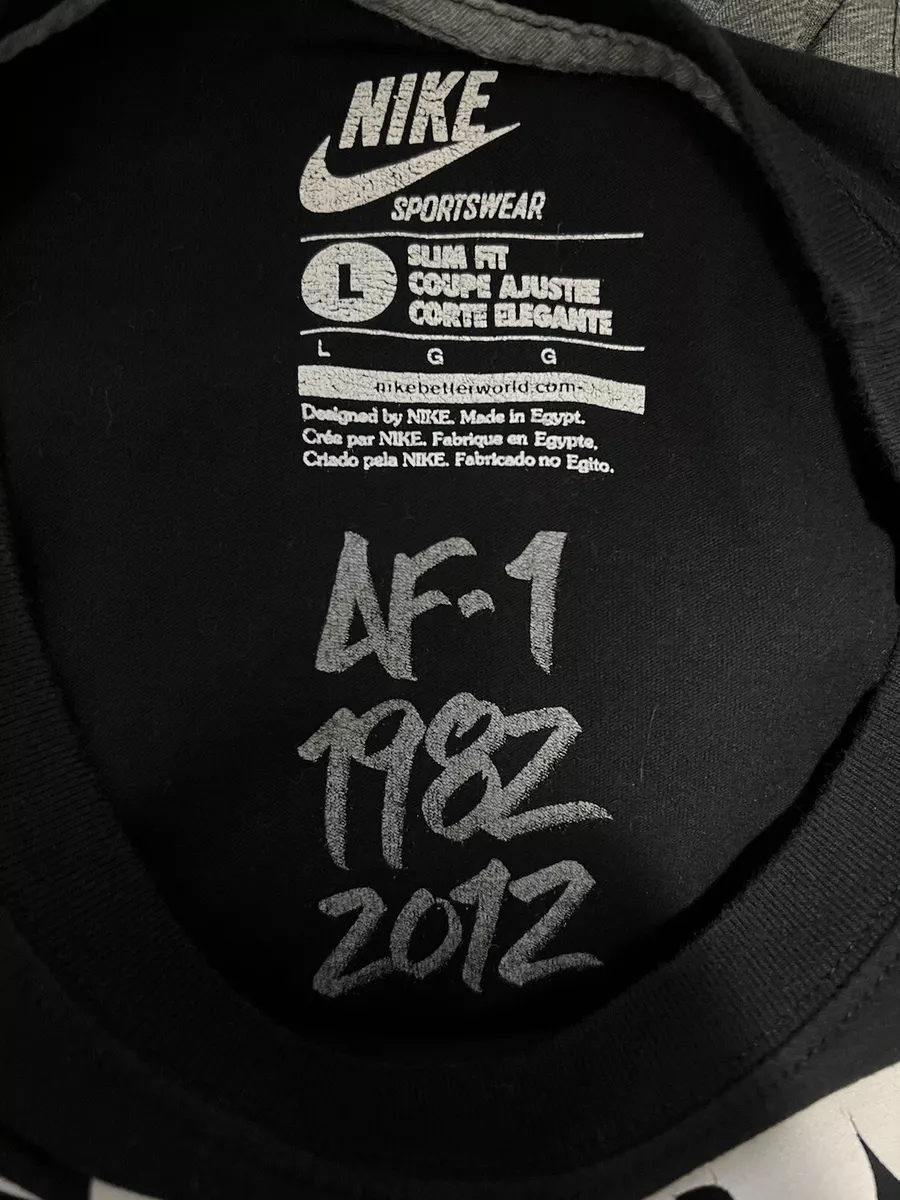 NIKE
SPORTSWEAR
L
SLIM FIT
COUPE AJUSTEE
CORTE ELEGANTE
L G G
nikebetterworld.com
Designed by NIKE. Made in Egypt.
Crée par NIKE. Fabrique en Egypte.
Criado pela NIKE. Fabricado no Egito.
AF-1
1982
2012